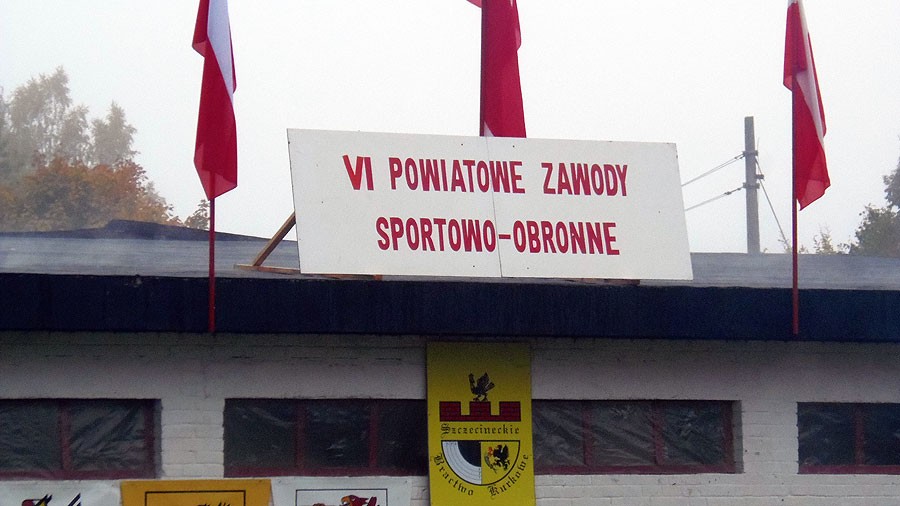 VI POWIATOWE ZAWODY
SPORTOWO-OBRONNE
Szczecineckie
Bractwo Kurkowe